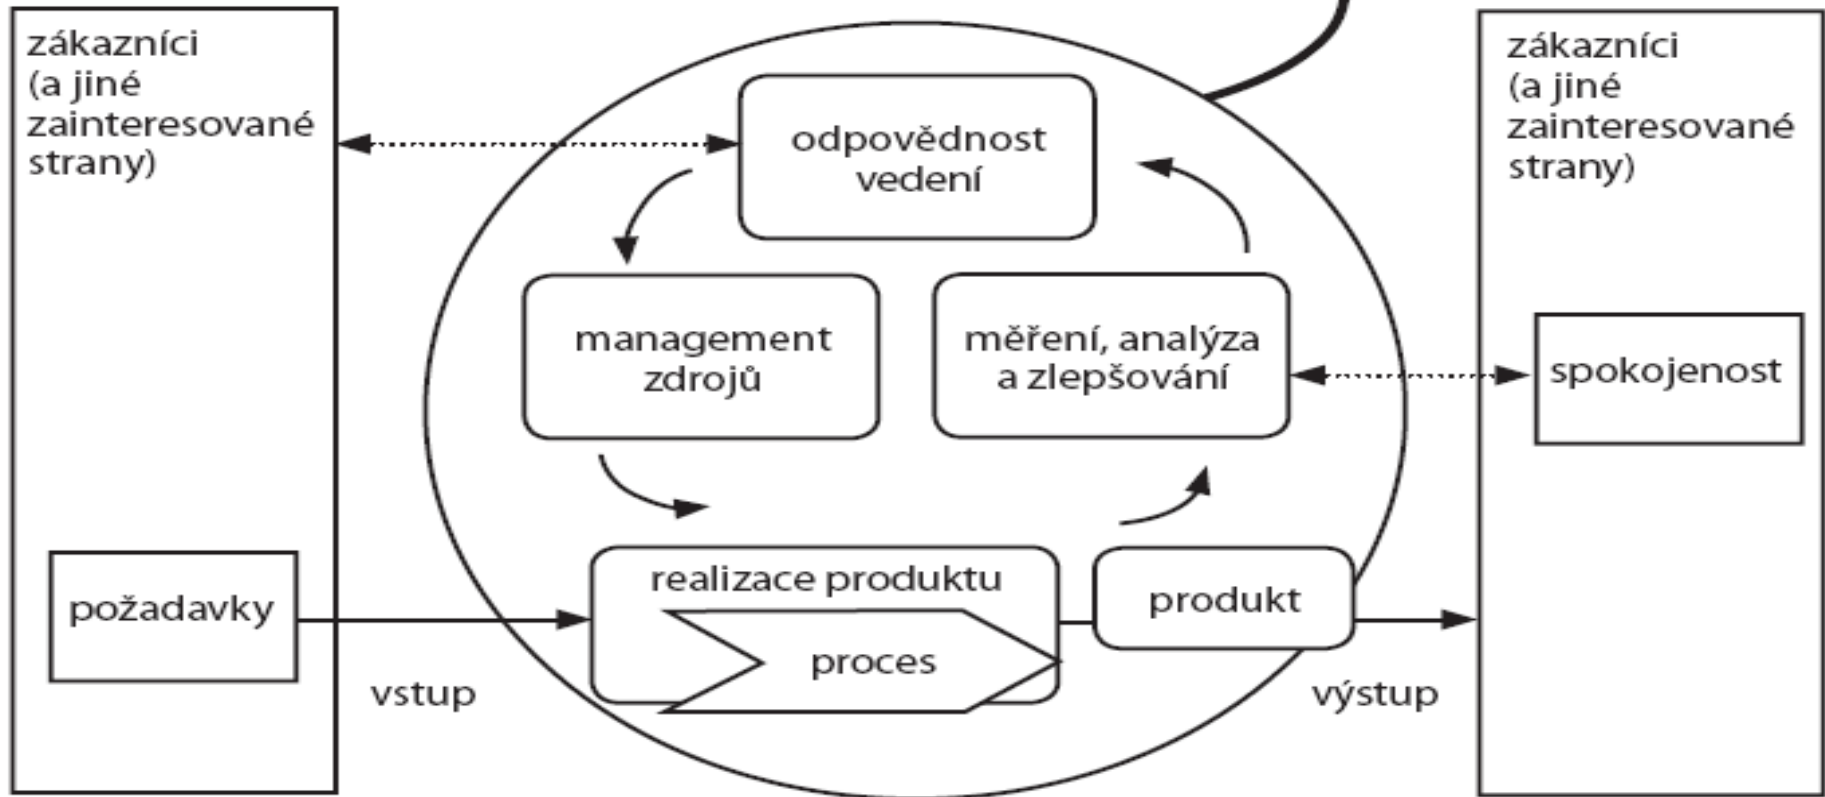 zákazníci
(a jiné
zainteresované
strany)
požadavky
vstup
odpovědnost
vedení
management
zdrojů
měření, analýza
a zlepšování
realizace produktu
proces
produkt
výstup
zákazníci
(a jiné
zainteresované
strany)
spokojenost